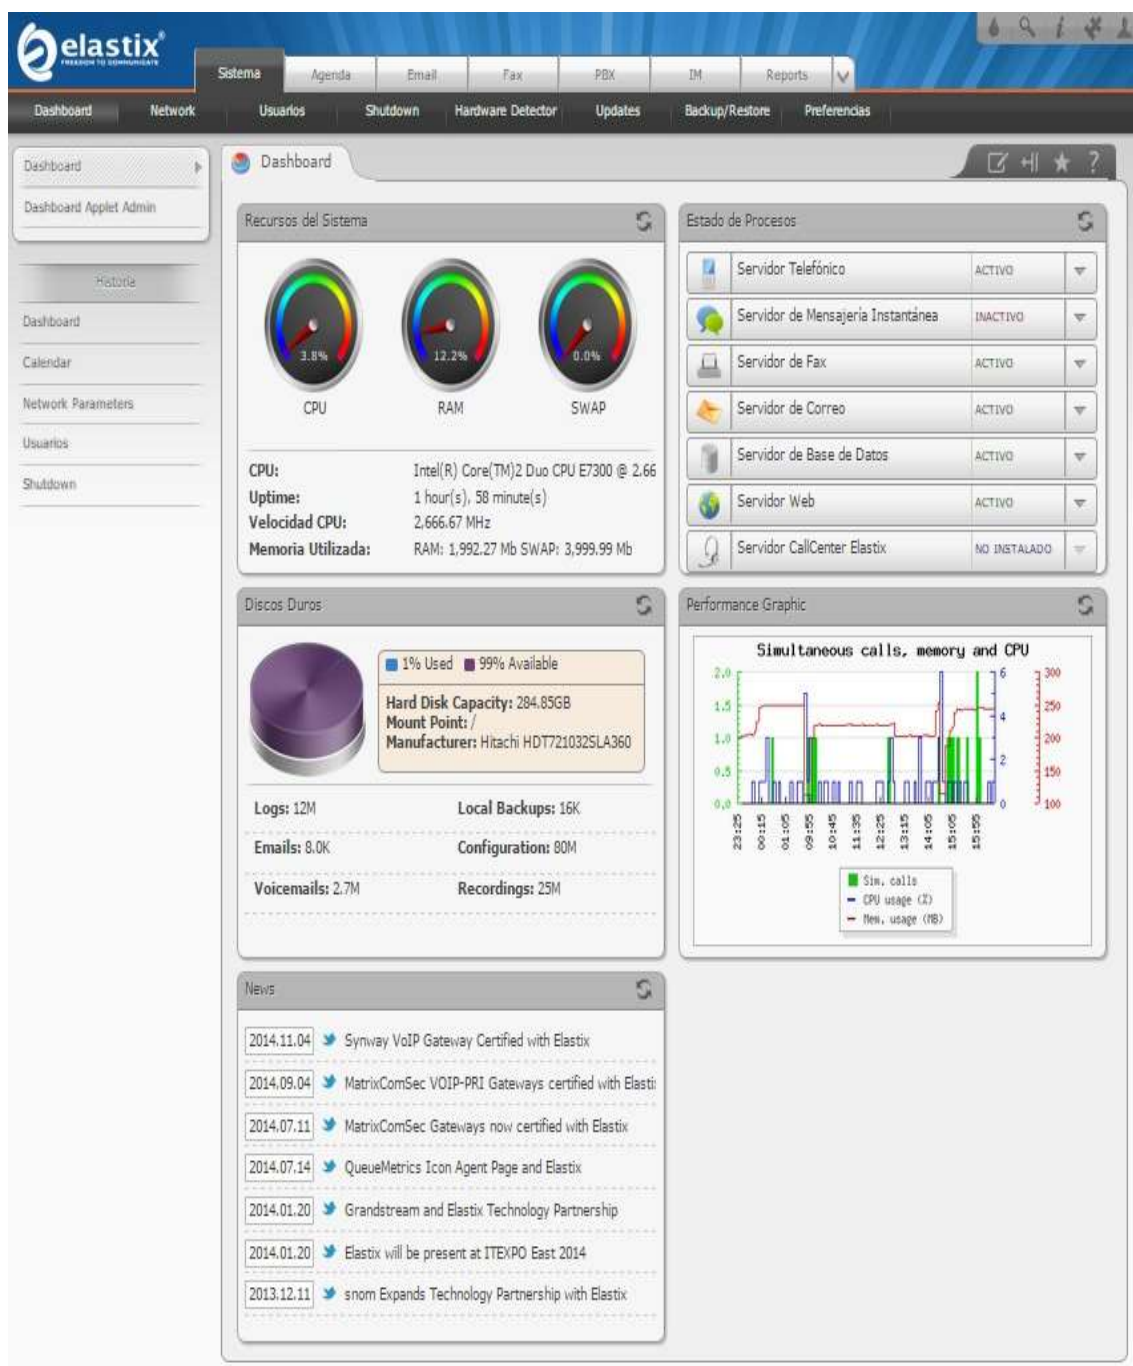 elastix®
FREEDOM TO COMMUNICATE
Sistema Agenda Email Fax PBX IM Reports
Dashboard Network Usuarios Shutdown Hardware Detector Updates Backup/Restore Preferencias
Dashboard
Dashboard Applet Admin
Historia
Dashboard
Calendar
Network Parameters
Usuarios
Shutdown
Dashboard
Recursos del Sistema
3.8% 12.2% 0.0%
CPU RAM SWAP
CPU: Intel(R) Core(TM)2 Duo CPU E7300 @ 2.66
Uptime: 1 hour(s), 58 minute(s)
Velocidad CPU: 2,666.67 MHz
Memoria Utilizada: RAM: 1,992.27 Mb SWAP: 3,999.99 Mb
Estado de Procesos
Servidor Telefónico ACTIVO
Servidor de Mensajería Instantánea INACTIVO
Servidor de Fax ACTIVO
Servidor de Correo ACTIVO
Servidor de Base de Datos ACTIVO
Servidor Web ACTIVO
Servidor CallCenter Elastix NO INSTALADO
Discos Duros
1% Used 99% Available
Hard Disk Capacity: 284.85GB
Mount Point: /
Manufacturer: Hitachi HDT721032SLA360
Logs: 12M Local Backups: 16K
Emails: 8.0K Configuration: 80M
Voicemails: 2.7M Recordings: 25M
Performance Graphic
Simultaneous calls, memory and CPU
2.0 6 300
1.5 250
4
1.0 200
2
0.5 150
0.0 0 100
23:25 00:15 01:05 09:55 10:45 11:35 12:25 13:15 14:05 15:05 15:55
Sim. calls
CPU usage (%)
Mem. usage (MB)
News
2014.11.04 Synway VoIP Gateway Certified with Elastix
2014.09.04 MatrixComSec VOIP-PRI Gateways certified with Elasti
2014.07.11 MatrixComSec Gateways now certified with Elastix
2014.07.14 QueueMetrics Icon Agent Page and Elastix
2014.01.20 Grandstream and Elastix Technology Partnership
2014.01.20 Elastix will be present at ITEXPO East 2014
2013.12.11 snom Expands Technology Partnership with Elastix